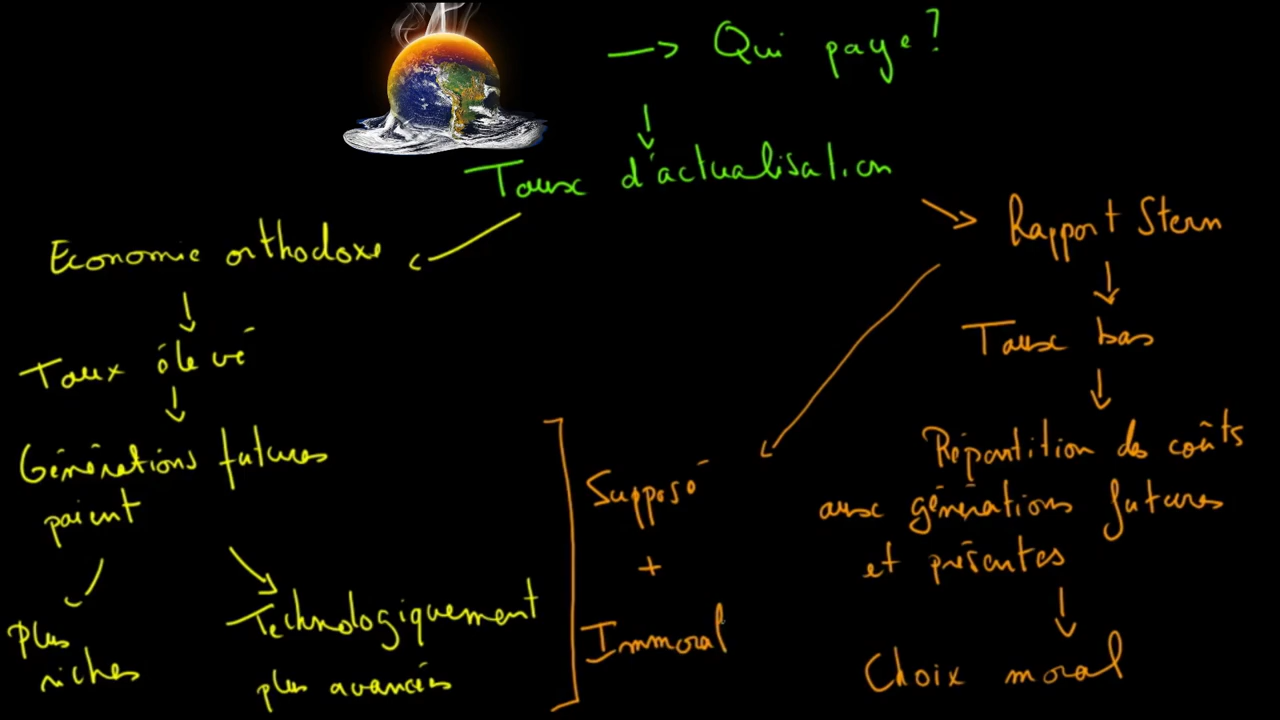 → Qui paye?
↓
Taux d'actualisation
Economie orthodoxe
↓
Taux élevé
↓
Générations futures
paient
Plus
riches
Technologiquement
plus avancés
Supposé
+
Immoral
Rapport Stern
↓
Taux bas
↓
Répartition des coûts
aux générations futures
et présentes
↓
Choix moral